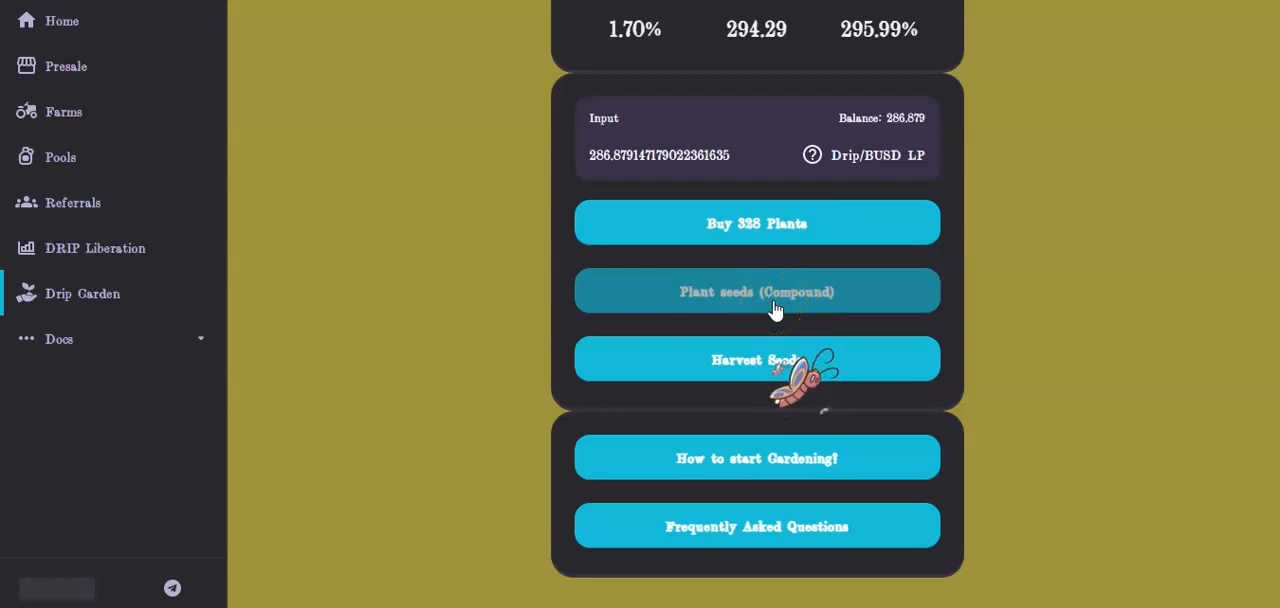 Home
Presale
Farms
Pools
Referrals
DRIP Liberation
Drip Garden
Docs
1.70% 294.29 295.99%
Input Balance: 286.879
286.879147179022361635 Drip/BUSD LP
Buy 328 Plants
Plant seeds (Compound)
Harvest
How to start Gardening?
Frequently Asked Questions